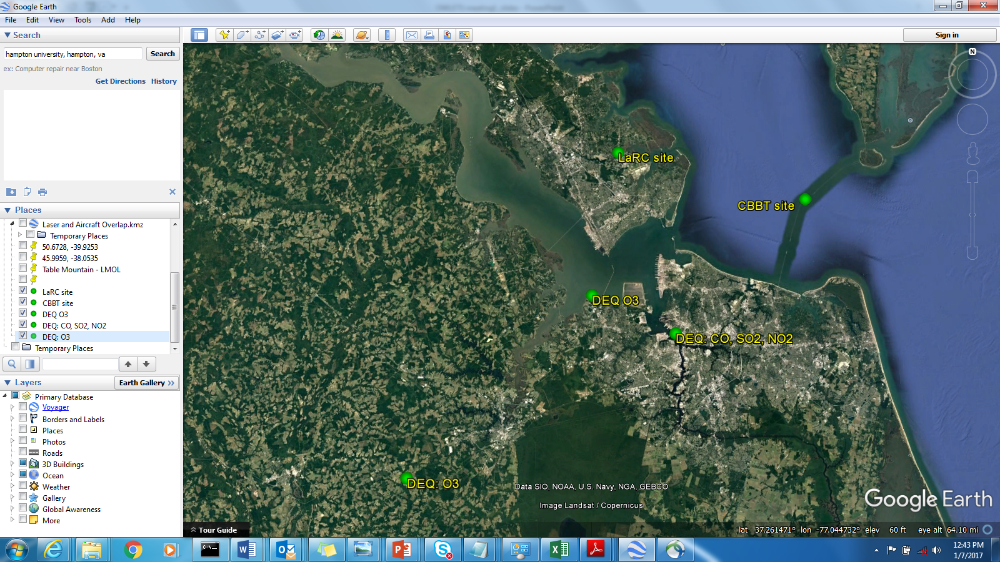 Google Earth
File Edit View Tools Add Help
Search
hampton university, hampton, va
Search
ex: Computer repair near Boston
Get Directions History
Sign in
N
Places
Laser and Aircraft Overlap.kmz
Temporary Places
50.6728, -39.9253
45.9959, -38.0535
Table Mountain - LMOL
LaRC site
CBBT site
DEQ O3
DEQ: CO, SO2, NO2
DEQ: O3
Temporary Places
Layers
Earth Gallery >>
Primary Database
Voyager
Borders and Labels
Places
Photos
Roads
3D Buildings
Ocean
Weather
Gallery
Global Awareness
More
LaRC site
CBBT site
DEQ O3
DEQ: CO, SO2, NO2
DEQ: O3
Data SIO, NOAA, U.S. Navy, NGA, GEBCO
Image Landsat / Copernicus
Google Earth
Tour Guide
lat 37.261471° lon -77.044732° elev 60 ft eye alt 64.10 mi
12:43 PM
1/7/2017